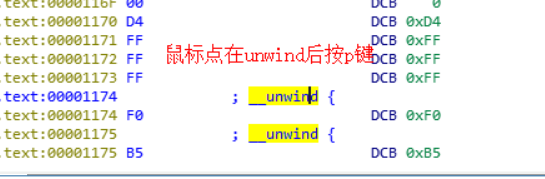 .text:0000116F 00 DCB 0
.text:00001170 D4 DCB 0xD4
.text:00001171 FF DCB 0xFF
.text:00001172 FF DCB 0xFF
.text:00001173 FF DCB 0xFF
鼠标点在unwind后按p键
.text:00001174 ; __unwind {
.text:00001174 F0 DCB 0xF0
.text:00001175 ; __unwind {
.text:00001175 B5 DCB 0xB5